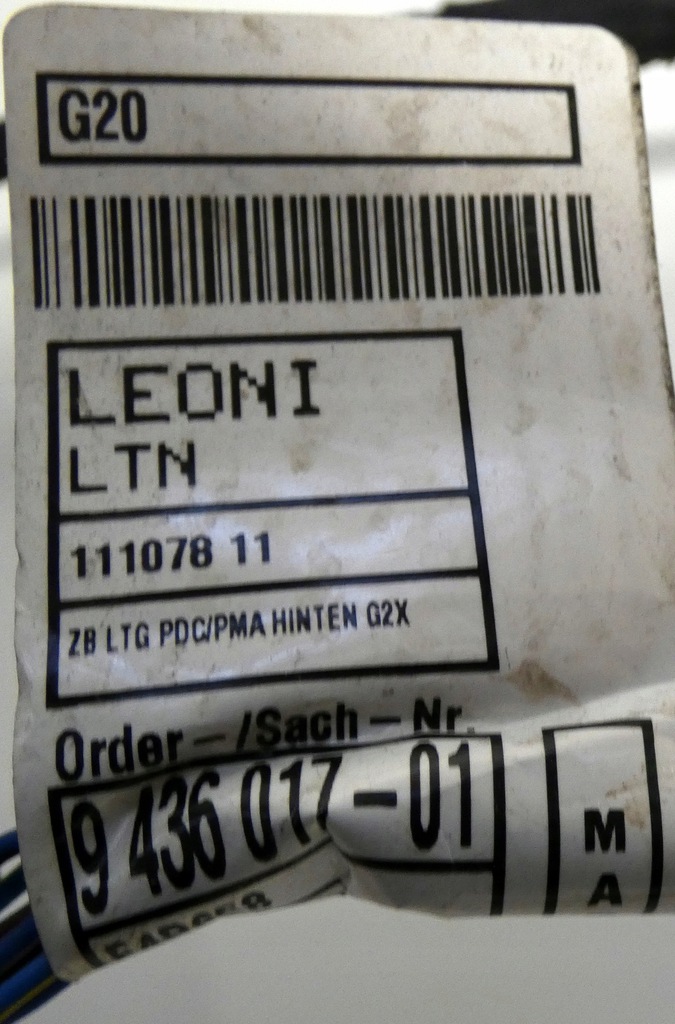 G20
LEONI
LTN
111078 11
ZB LTG PDC/PMA HINTEN G2X
Order-/Sach-Nr.
9 436 017-01
M
A